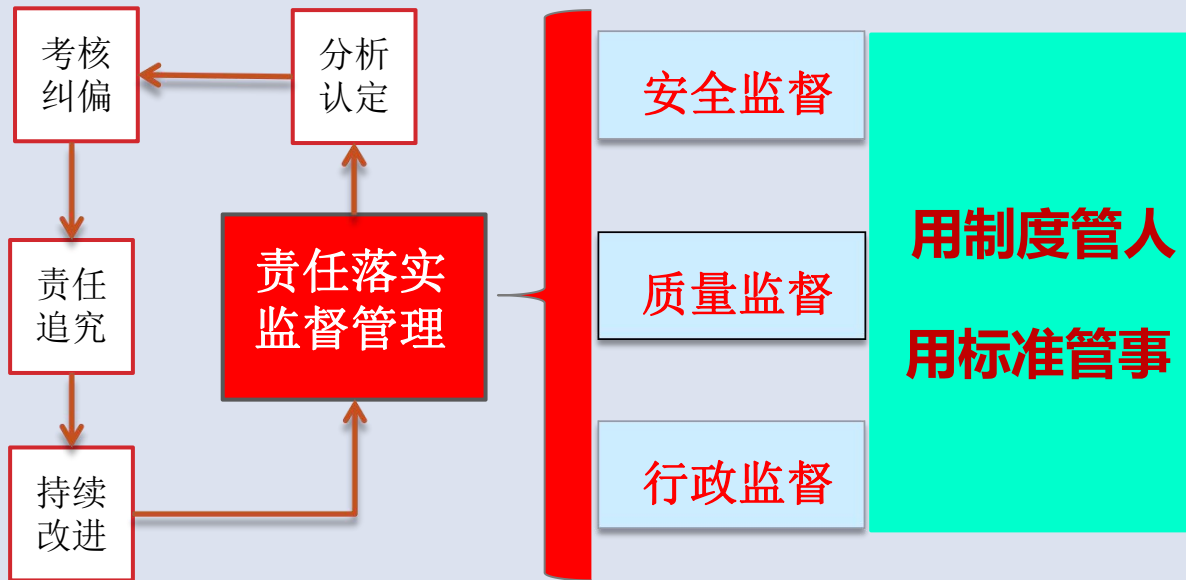 考核
纠偏
分析
认定
责任落实
监督管理
责任
追究
持续
改进
安全监督
质量监督
行政监督
用制度管人
用标准管事